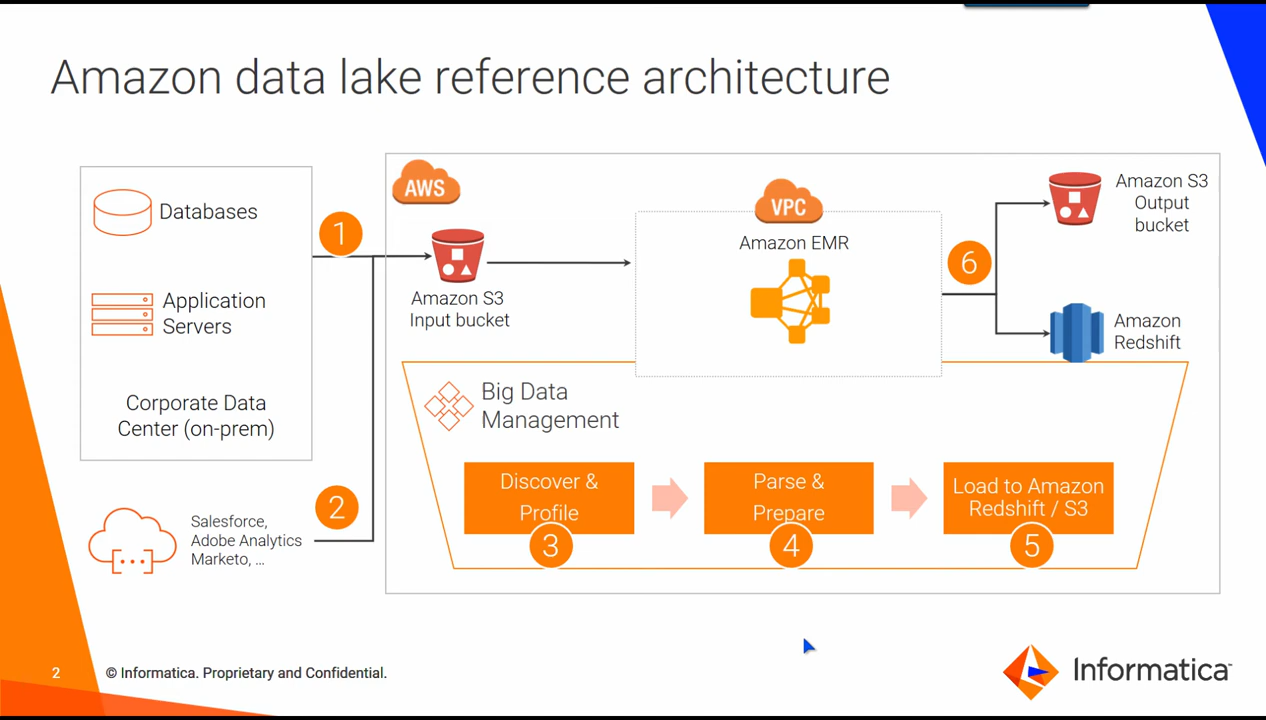 Amazon data lake reference architecture
Databases
Application
Servers
Corporate Data
Center (on-prem)
1
2
Salesforce,
Adobe Analytics
Marketo, ...
AWS
Amazon S3
Input bucket
VPC
Amazon EMR
6
Amazon S3
Output
bucket
Amazon
Redshift
Big Data
Management
Discover &
Profile
3
Parse &
Prepare
4
Load to Amazon
Redshift / S3
5
2
© Informatica. Proprietary and Confidential.
Informatica™